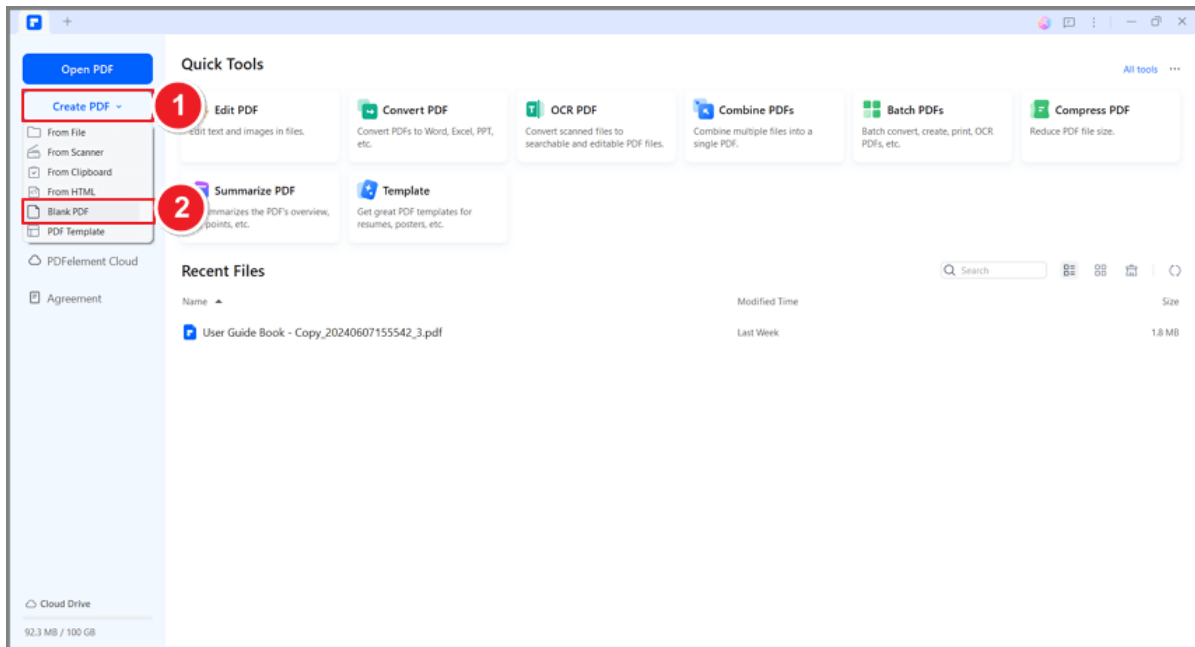 Open PDF
Create PDF
1
From File
From Scanner
From Clipboard
From HTML
Blank PDF
2
PDF Template
PDFelement Cloud
Agreement
Cloud Drive
92.3 MB / 100 GB
Quick Tools
All tools
Edit PDF
Edit text and images in files.
Convert PDF
Convert PDFs to Word, Excel, PPT,
etc.
OCR PDF
Convert scanned files to
searchable and editable PDF files.
Combine PDFs
Combine multiple files into a
single PDF.
Batch PDFs
Batch convert, create, print, OCR
PDFs, etc.
Compress PDF
Reduce PDF file size.
Summarize PDF
the PDF's overview,
points, etc.
Template
Get great PDF templates for
resumes, posters, etc.
Recent Files
Search
Name
Modified Time
Size
User Guide Book - Copy_20240607155542_3.pdf
Last Week
1.8 MB